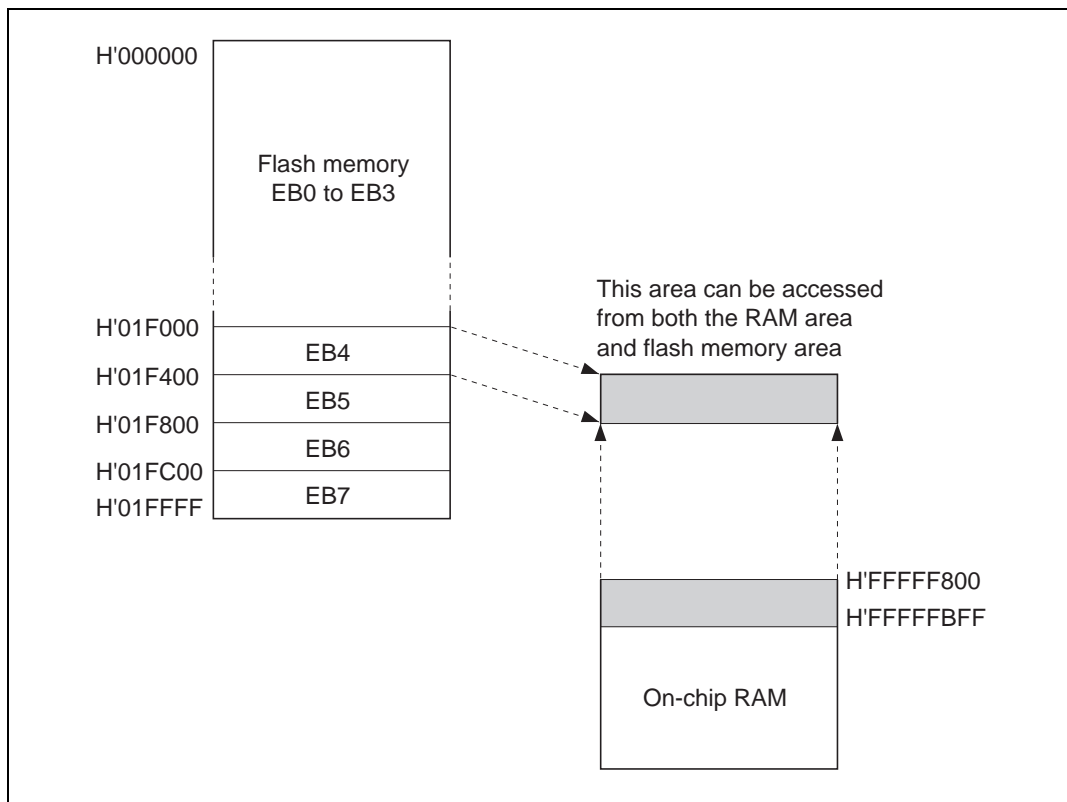 H'000000
Flash memory
EB0 to EB3
This area can be accessed
from both the RAM area
and flash memory area
H'01F000
EB4
H'01F400
EB5
H'01F800
EB6
H'01FC00
EB7
H'01FFFF
H'FFFFF800
H'FFFFFBFF
On-chip RAM